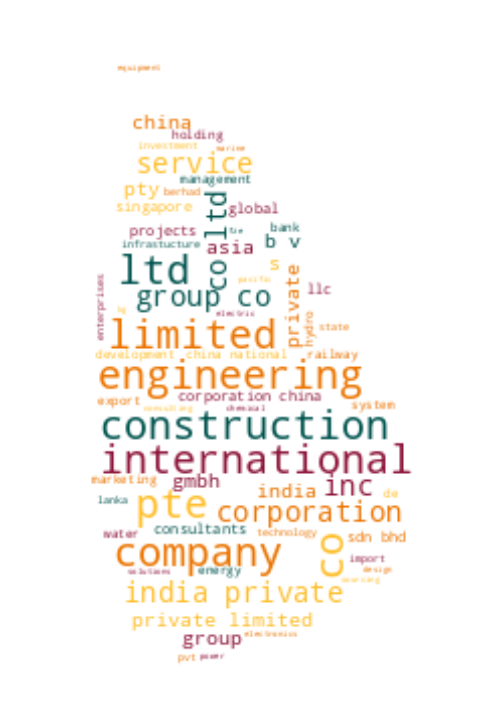 equipment
china
holding
investment
marine
service
management
pty
berhad
singapore
co ltd
global
projects
bank
infrastucture
asia
b v
ltd
s
pacific
enterprises
group co
private
llc
electric
hydro
limited
state
development
china national
railway
engineering
export
corporation china
consulting
chemical
system
construction
international
marketing
gmbh
india
inc
de
lanka
pte
corporation
water
consultants
technology
sdn bhd
company
co
import
solutions
energy
design
india private
private limited
group
electronics
pvt
power